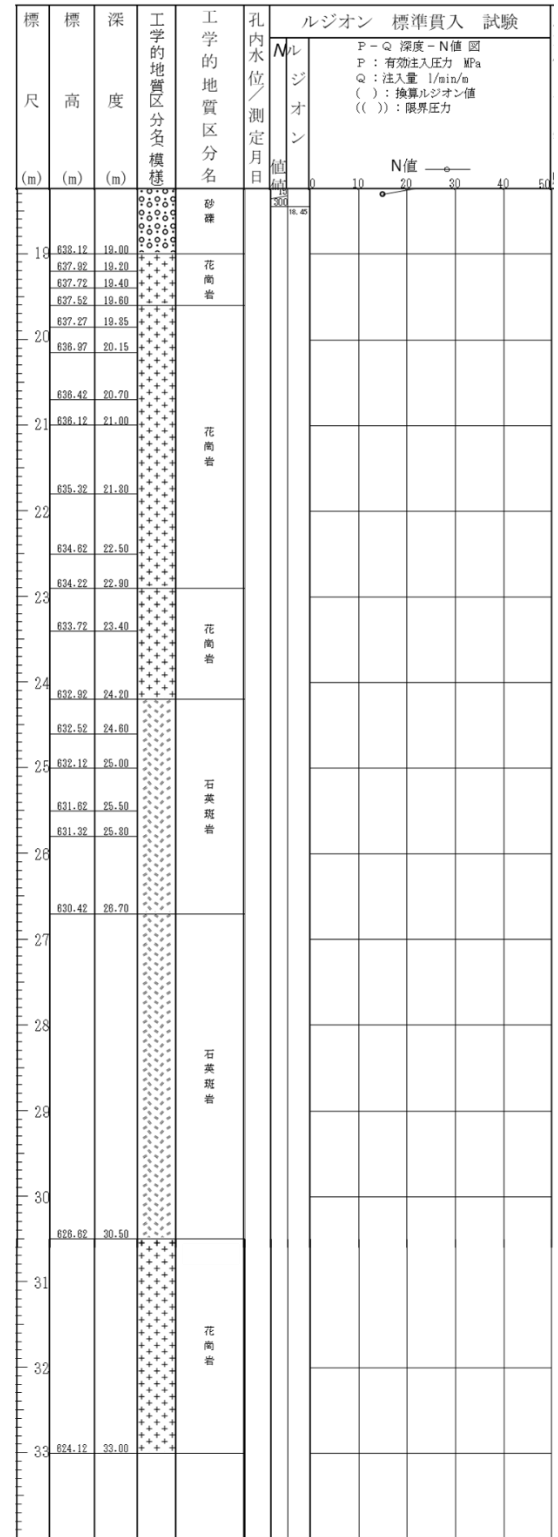 標尺(m)
標高(m)
深度(m)
工学的地質区分名(模様)
工学的地質区分名
孔内水位/測定月日
N値
ルジオン値
ルジオン 標準貫入 試験
P-Q 深度-N値 図
P:有効注入圧力 MPa
Q:注入量 l/min/m
( ):換算ルジオン値
(( )):限界圧力
N値
0 10 20 30 40 50
15
300
18.45
砂礫
19 638.12 19.00
637.92 19.20
花崗岩
637.72 19.40
637.52 19.60
637.27 19.85
20
636.97 20.15
636.42 20.70
21 636.12 21.00
花崗岩
635.32 21.80
22
634.62 22.50
634.22 22.90
23
633.72 23.40
花崗岩
24
632.92 24.20
632.52 24.60
25 632.12 25.00
631.62 25.50
石英斑岩
631.32 25.80
26
630.42 26.70
27
28
石英斑岩
29
30
626.62 30.50
31
花崗岩
32
33 624.12 33.00